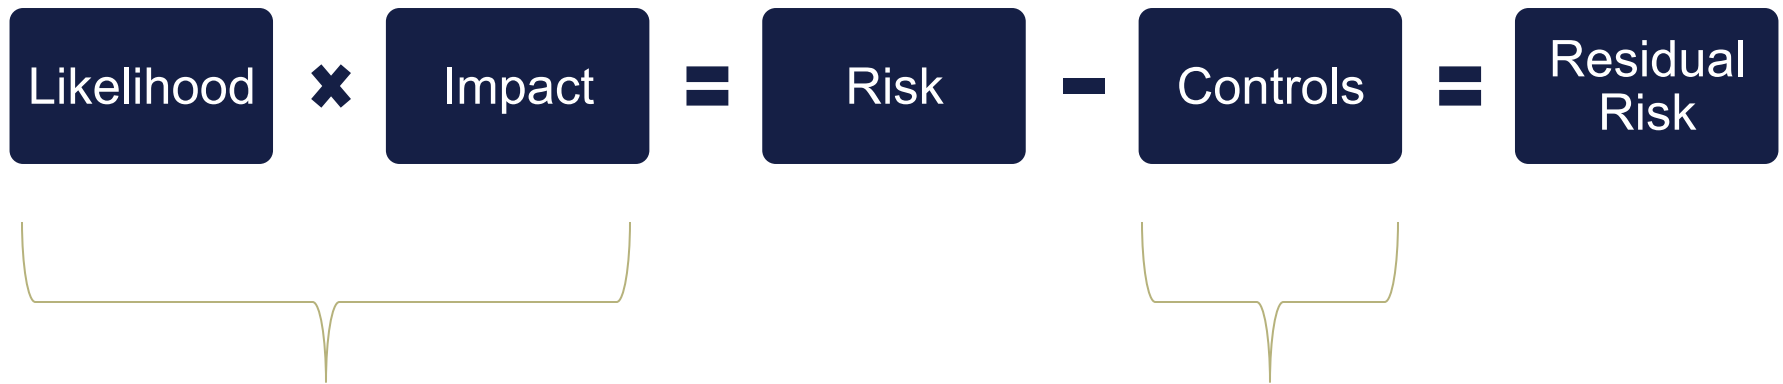 Likelihood
Impact
Risk
Controls
Residual
Risk